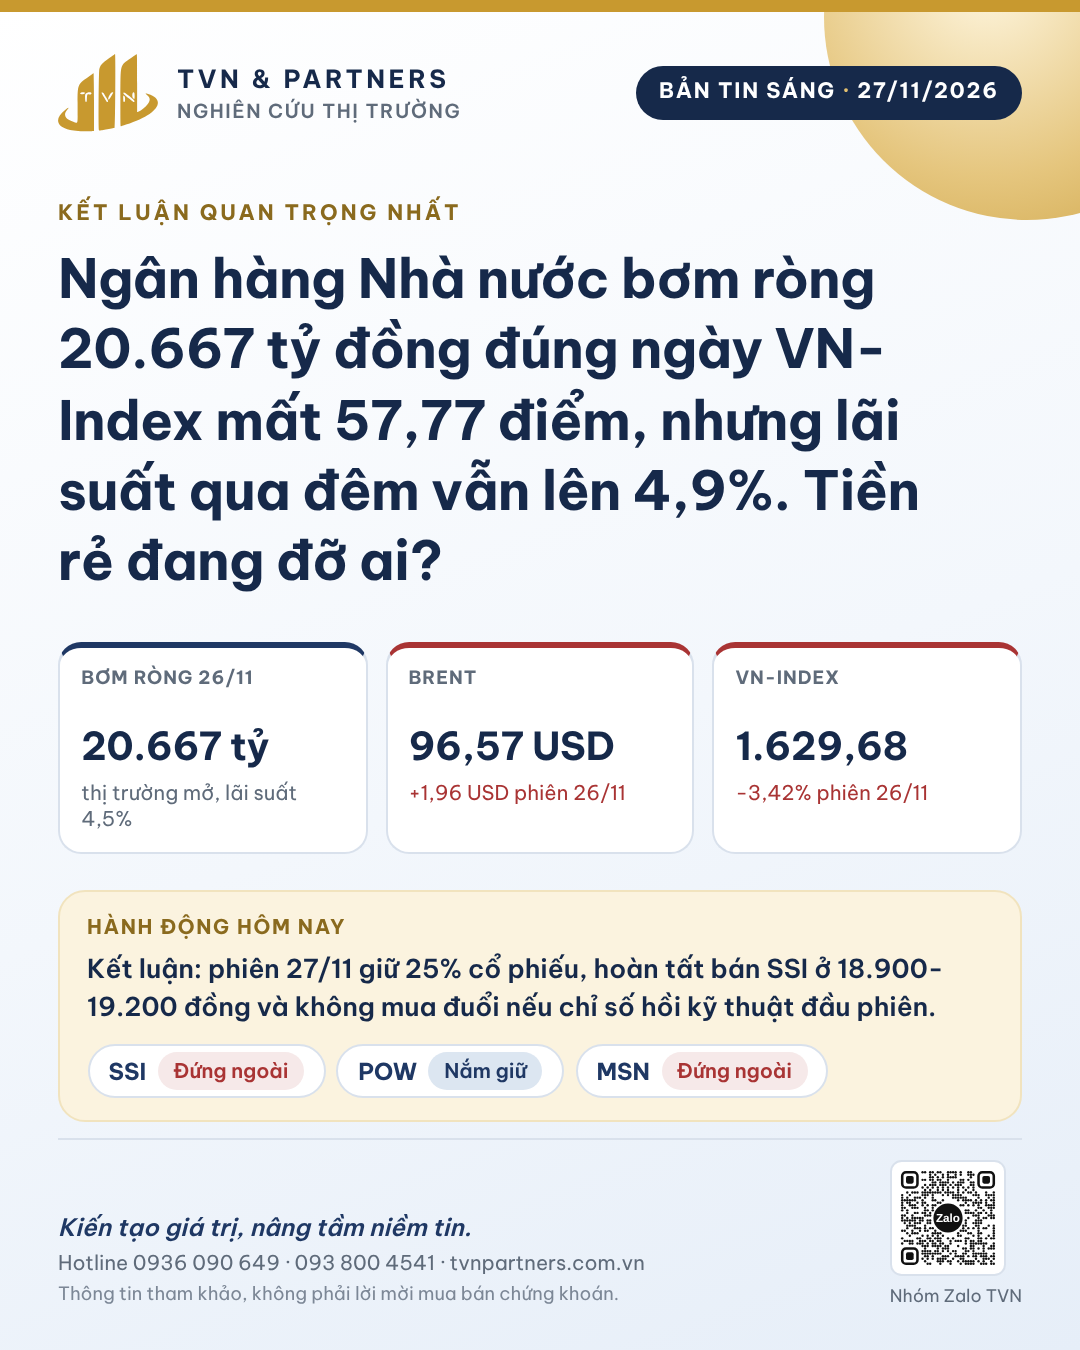 TVN
TVN & PARTNERS
NGHIÊN CỨU THỊ TRƯỜNG
BẢN TIN SÁNG · 27/11/2026
KẾT LUẬN QUAN TRỌNG NHẤT
Ngân hàng Nhà nước bơm ròng
20.667 tỷ đồng đúng ngày VN-
Index mất 57,77 điểm, nhưng lãi
suất qua đêm vẫn lên 4,9%. Tiền
rẻ đang đỡ ai?
BƠM RÒNG 26/11
20.667 tỷ
thị trường mở, lãi suất
4,5%
BRENT
96,57 USD
+1,96 USD phiên 26/11
VN-INDEX
1.629,68
-3,42% phiên 26/11
HÀNH ĐỘNG HÔM NAY
Kết luận: phiên 27/11 giữ 25% cổ phiếu, hoàn tất bán SSI ở 18.900-
19.200 đồng và không mua đuổi nếu chỉ số hồi kỹ thuật đầu phiên.
SSI Đứng ngoài
POW Nắm giữ
MSN Đứng ngoài
Kiến tạo giá trị, nâng tầm niềm tin.
Hotline 0936 090 649 · 093 800 4541 · tvnpartners.com.vn
Thông tin tham khảo, không phải lời mời mua bán chứng khoán.
Zalo
Nhóm Zalo TVN